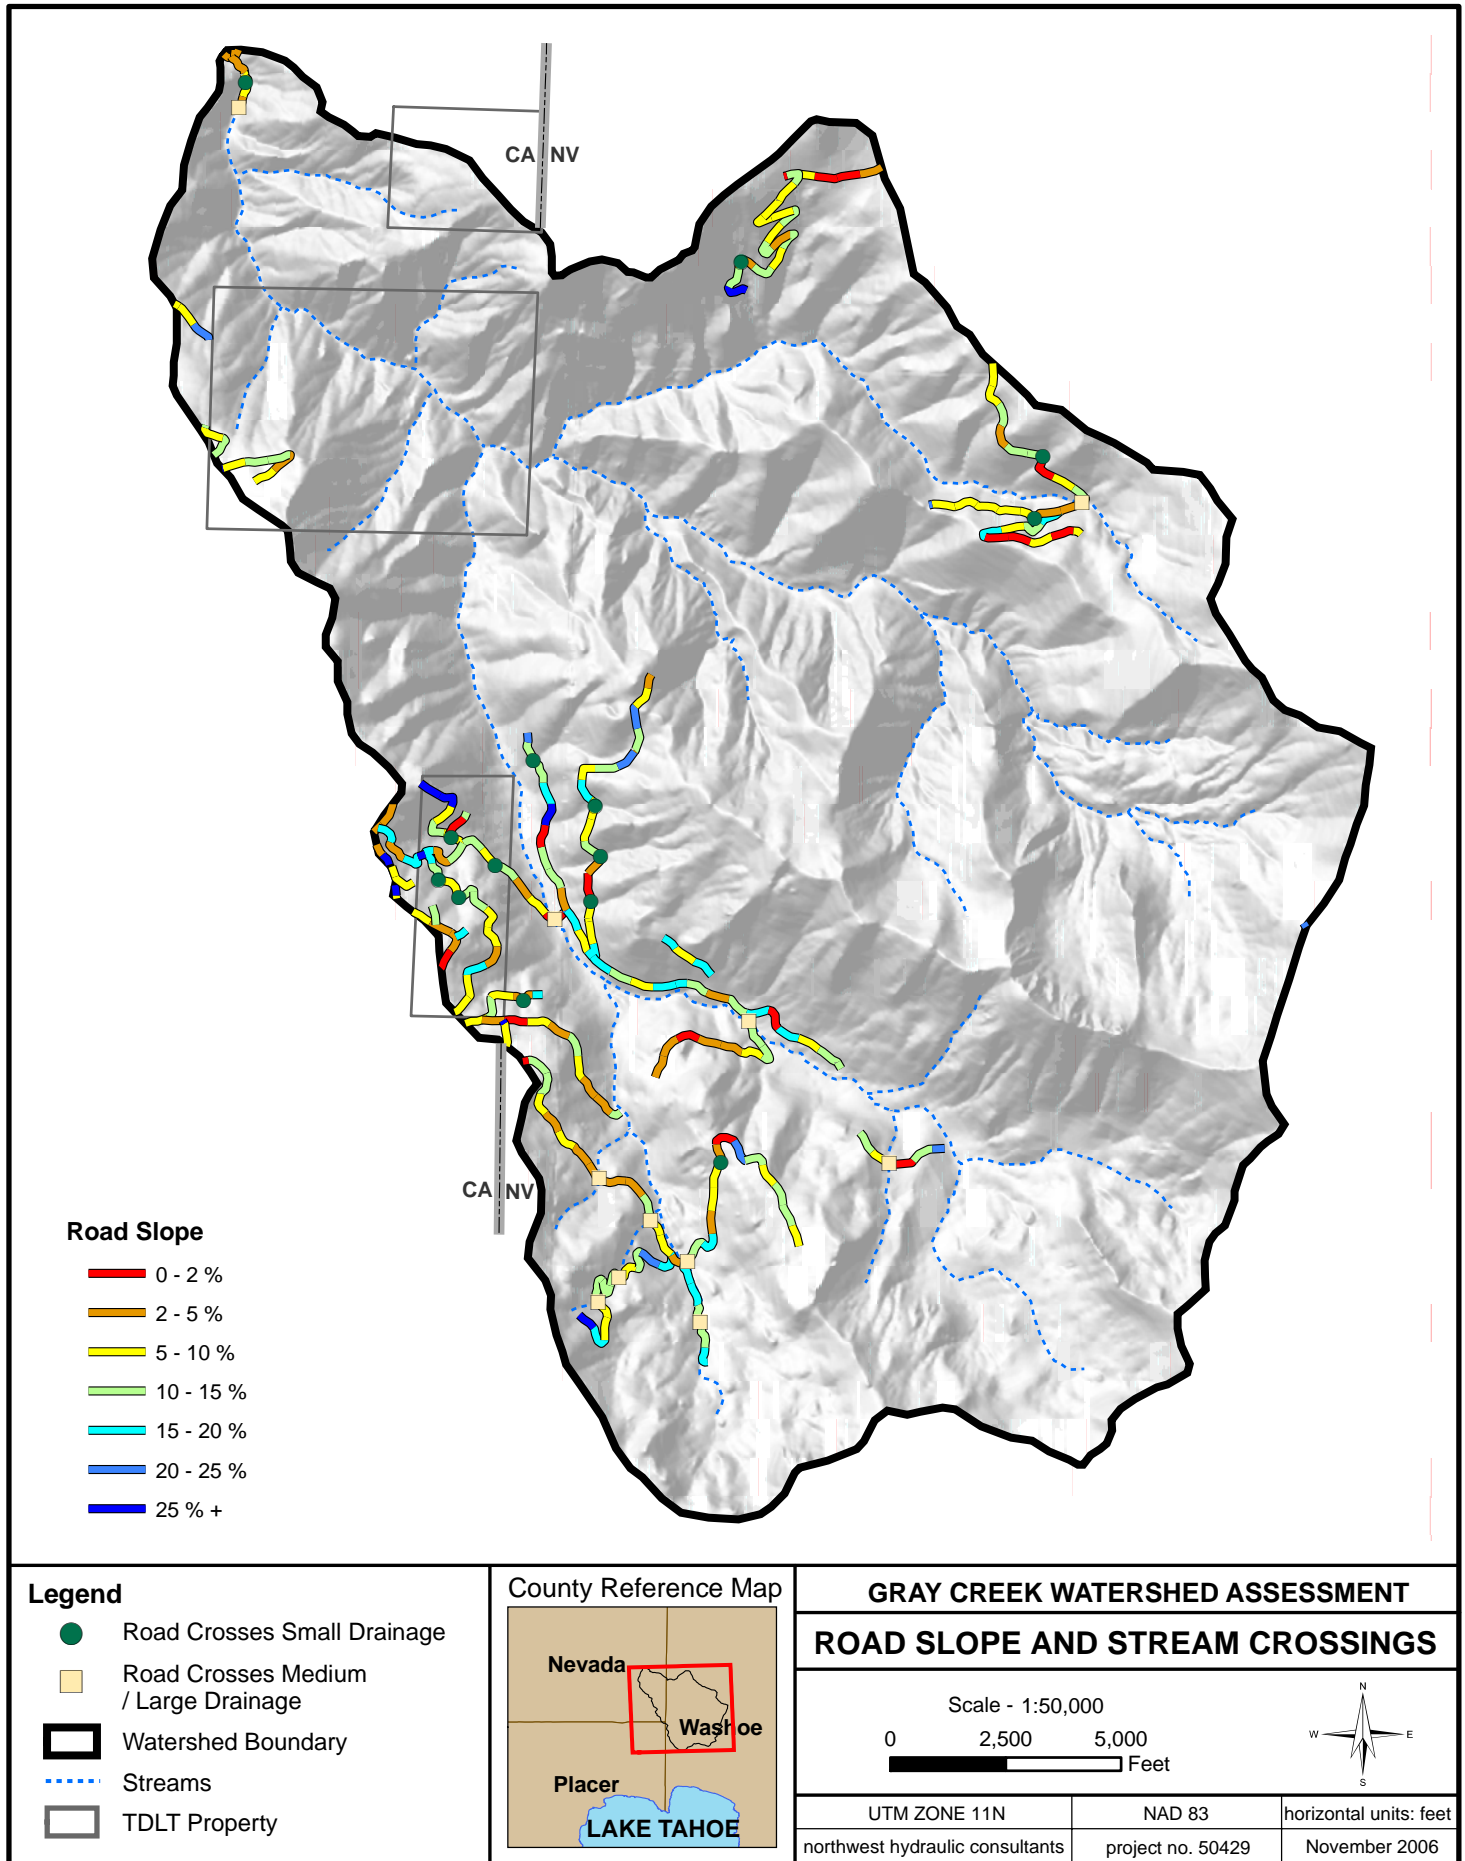 CA NV
CA NV
Road Slope
0 - 2 %
2 - 5 %
5 - 10 %
10 - 15 %
15 - 20 %
20 - 25 %
25 % +
Legend
Road Crosses Small Drainage
Road Crosses Medium
/ Large Drainage
Watershed Boundary
Streams
TDLT Property
County Reference Map
Nevada
Washoe
Placer
LAKE TAHOE
GRAY CREEK WATERSHED ASSESSMENT
ROAD SLOPE AND STREAM CROSSINGS
Scale - 1:50,000
0 2,500 5,000
Feet
N
W E
S
UTM ZONE 11N NAD 83 horizontal units: feet
northwest hydraulic consultants project no. 50429 November 2006